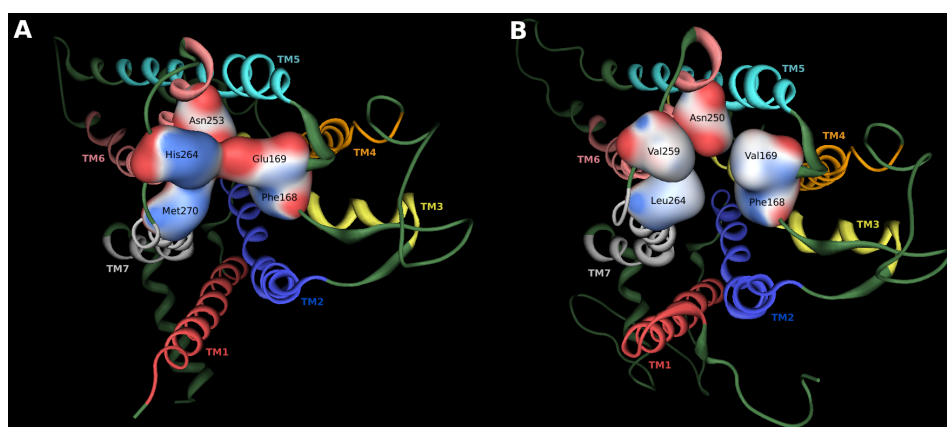 A
TM5
Asn253
His264
Glu169
TM4
TM6
Phe168
Met270
TM3
TM7
TM2
TM1
B
TM5
Asn250
TM4
Val259
Val169
TM6
Leu264
Phe168
TM3
TM7
TM2
TM1